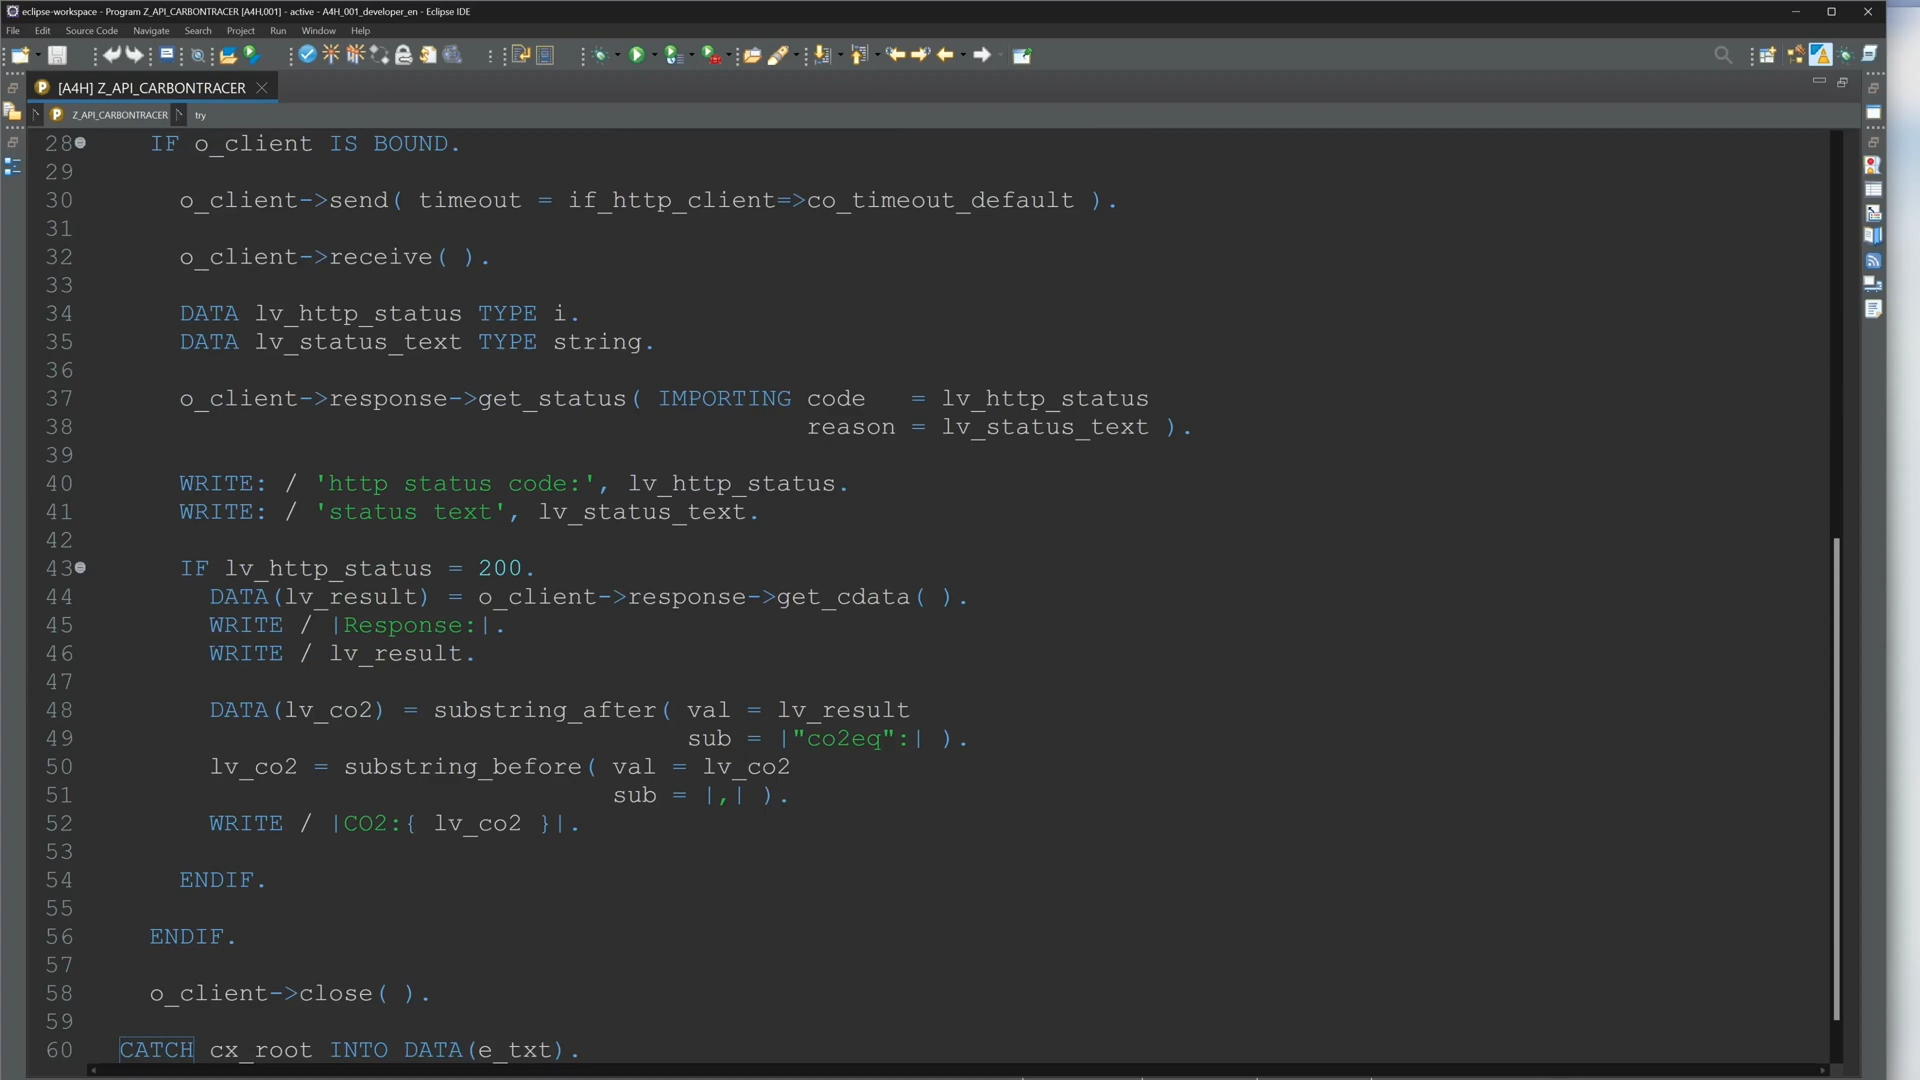 eclipse-workspace - Program Z_API_CARBONTRACER [A4H,001] - active - A4H_001_developer_en - Eclipse IDE
File Edit Source Code Navigate Search Project Run Window Help
[A4H] Z_API_CARBONTRACER
Z_API_CARBONTRACER try
28 IF o_client IS BOUND.
29
30 o_client->send( timeout = if_http_client=>co_timeout_default ).
31
32 o_client->receive( ).
33
34 DATA lv_http_status TYPE i.
35 DATA lv_status_text TYPE string.
36
37 o_client->response->get_status( IMPORTING code   = lv_http_status
38 reason = lv_status_text ).
39
40 WRITE: / 'http status code:', lv_http_status.
41 WRITE: / 'status text', lv_status_text.
42
43 IF lv_http_status = 200.
44 DATA(lv_result) = o_client->response->get_cdata( ).
45 WRITE / |Response:|.
46 WRITE / lv_result.
47
48 DATA(lv_co2) = substring_after( val = lv_result
49 sub = |"co2eq":| ).
50 lv_co2 = substring_before( val = lv_co2
51 sub = |,| ).
52 WRITE / |CO2:{ lv_co2 }|.
53
54 ENDIF.
55
56 ENDIF.
57
58 o_client->close( ).
59
60 CATCH cx_root INTO DATA(e_txt).